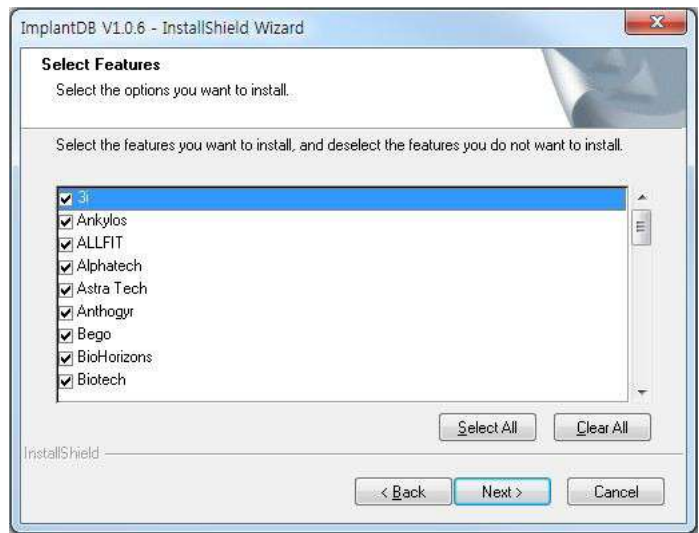 ImplantDB V1.0.6 - InstallShield Wizard
Select Features
Select the options you want to install.
Select the features you want to install, and deselect the features you do not want to install.
3i
Ankylos
ALLFIT
Alphatech
Astra Tech
Anthogyr
Bego
BioHorizons
Biotech
Select All Clear All
InstallShield
< Back Next > Cancel